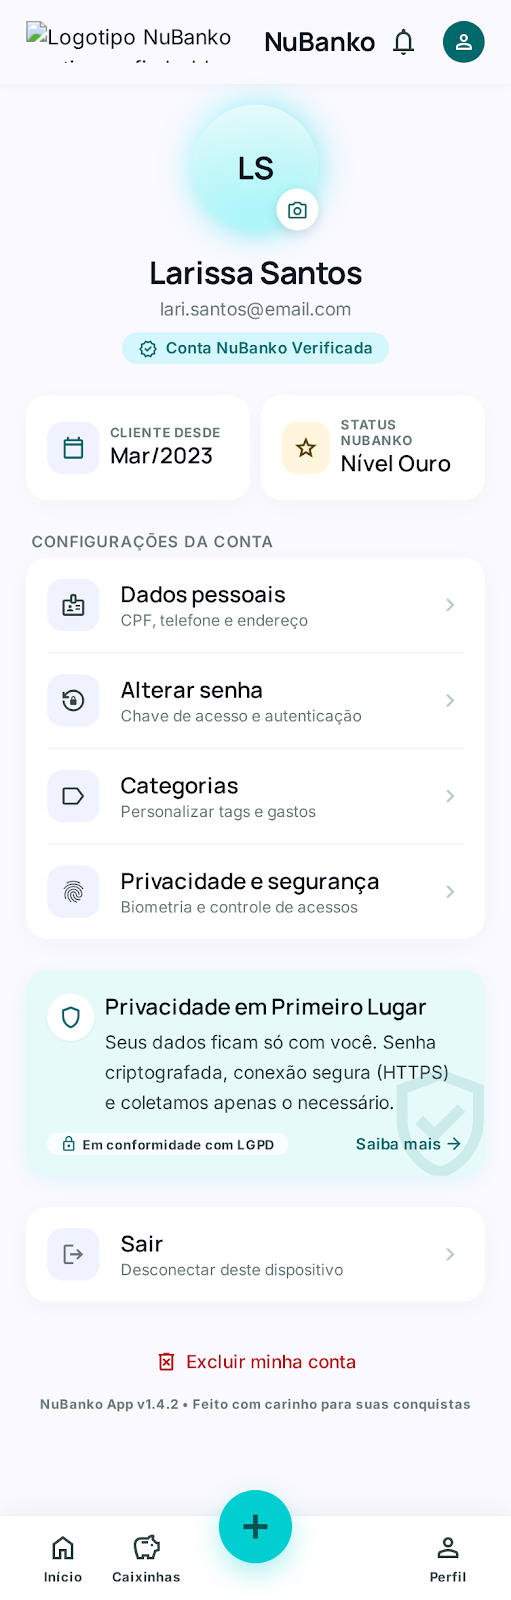 Logotipo NuBanko
NuBanko
LS
Larissa Santos
lari.santos@email.com
Conta NuBanko Verificada
CLIENTE DESDE
Mar/2023
STATUS
NUBANKO
Nível Ouro
CONFIGURAÇÕES DA CONTA
Dados pessoais
CPF, telefone e endereço
Alterar senha
Chave de acesso e autenticação
Categorias
Personalizar tags e gastos
Privacidade e segurança
Biometria e controle de acessos
Privacidade em Primeiro Lugar
Seus dados ficam só com você. Senha
criptografada, conexão segura (HTTPS)
e coletamos apenas o necessário.
Em conformidade com LGPD
Saiba mais →
Sair
Desconectar deste dispositivo
Excluir minha conta
NuBanko App v1.4.2 • Feito com carinho para suas conquistas
Início
Caixinhas
Perfil